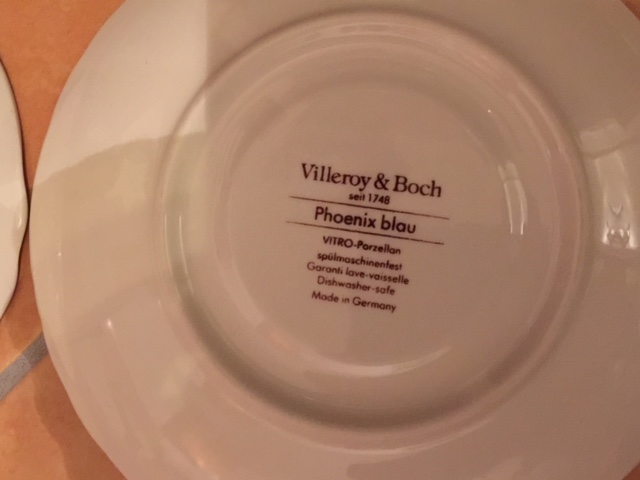 Villeroy & Boch
seit 1748
Phoenix blau
VITRO-Porzellan
spülmaschinenfest
Garanti lave-vaisselle
Dishwasher-safe
Made in Germany